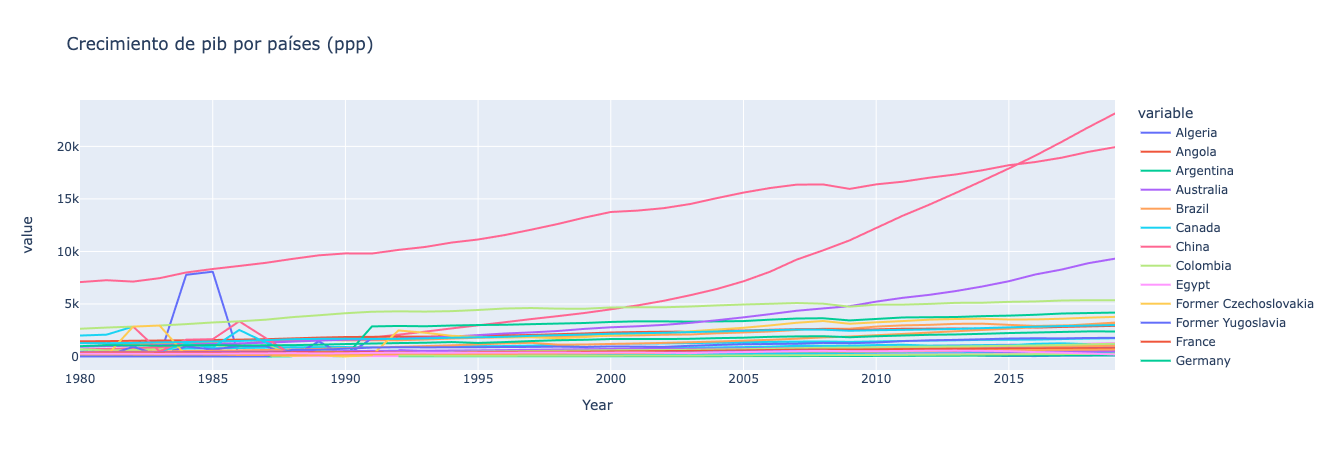 Crecimiento de pib por países (ppp)
value
20k
15k
10k
5k
0
1980
1985
1990
1995
2000
2005
2010
2015
Year
variable
Algeria
Angola
Argentina
Australia
Brazil
Canada
China
Colombia
Egypt
Former Czechoslovakia
Former Yugoslavia
France
Germany